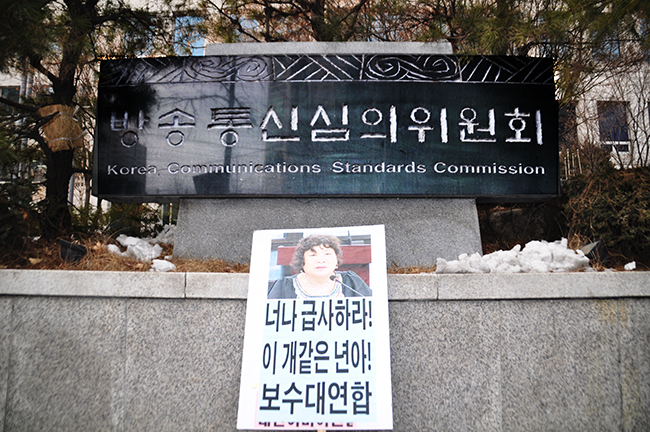 방송통신심의위원회
Korea Communications Standards Commission
너나 급사하라!
이 개같은 년아!
보수대연합